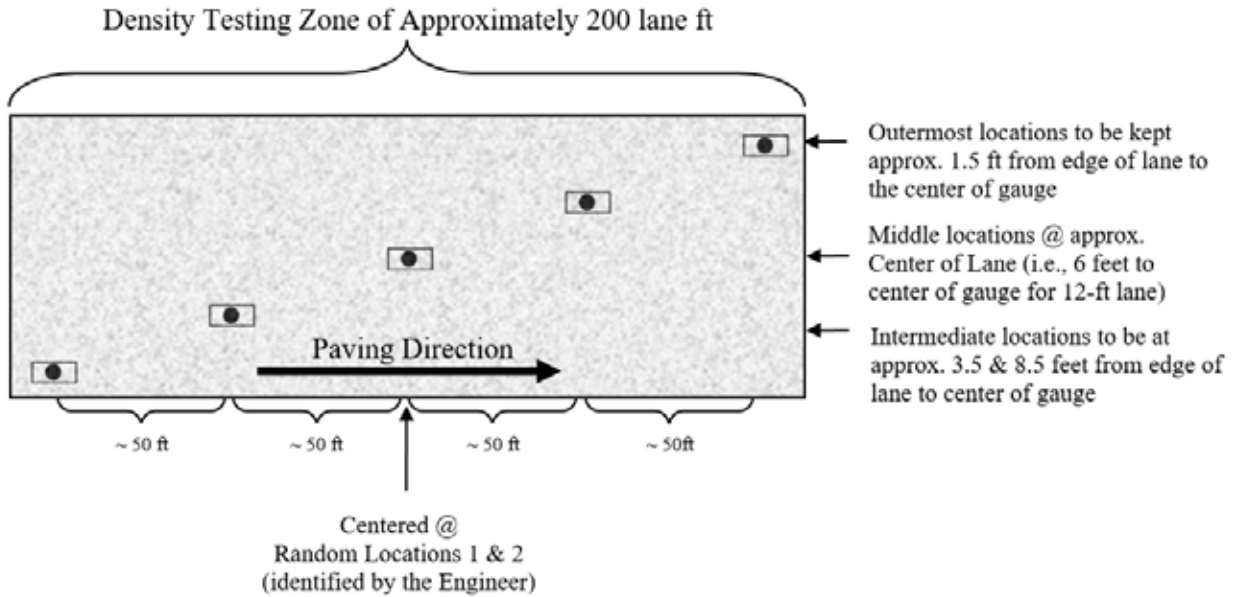 Density Testing Zone of Approximately 200 lane ft
Outermost locations to be kept
approx. 1.5 ft from edge of lane to
the center of gauge
Middle locations @ approx.
Center of Lane (i.e., 6 feet to
center of gauge for 12-ft lane)
Intermediate locations to be at
approx. 3.5 & 8.5 feet from edge of
lane to center of gauge
Paving Direction
~ 50 ft
~ 50 ft
~ 50 ft
~ 50ft
Centered @
Random Locations 1 & 2
(identified by the Engineer)